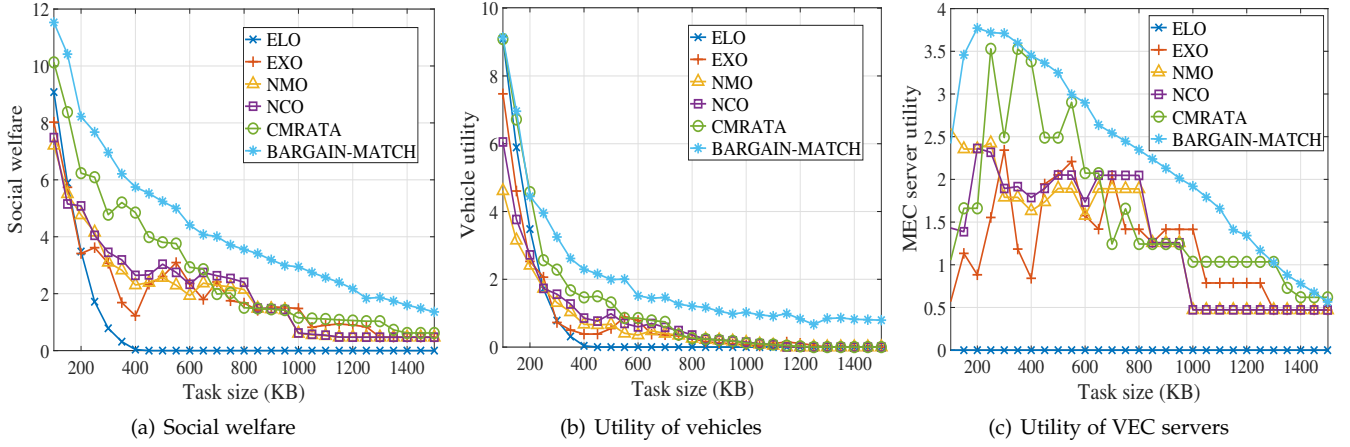 12
10
8
6
4
2
0
Social welfare
ELO
EXO
NMO
NCO
CMRATA
BARGAIN-MATCH
200 400 600 800 1000 1200 1400
Task size (KB)
(a) Social welfare
10
8
6
4
2
0
Vehicle utility
ELO
EXO
NMO
NCO
CMRATA
BARGAIN-MATCH
200 400 600 800 1000 1200 1400
Task size (KB)
(b) Utility of vehicles
4
3.5
3
2.5
2
1.5
1
0.5
0
MEC server utility
ELO
EXO
NMO
NCO
CMRATA
BARGAIN-MATCH
200 400 600 800 1000 1200 1400
Task size (KB)
(c) Utility of VEC servers